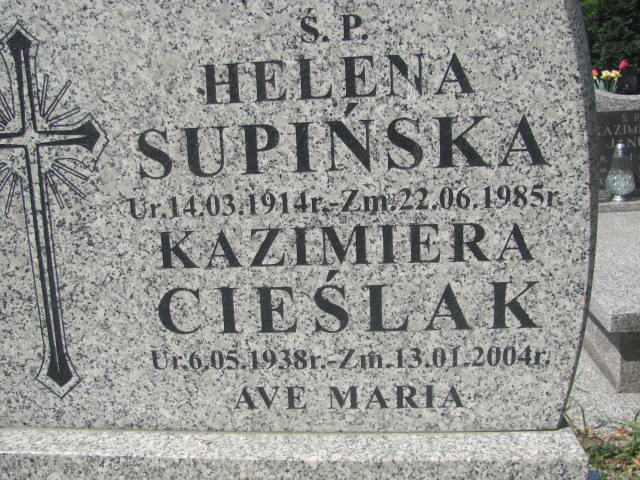 Ś. P.
HELENA
SUPIŃSKA
Ur.14.03.1914r.-Zm.22.06.1985r.
KAZIMIERA
CIEŚLAK
Ur.6.05.1938r.-Zm.13.01.2004r.
AVE MARIA